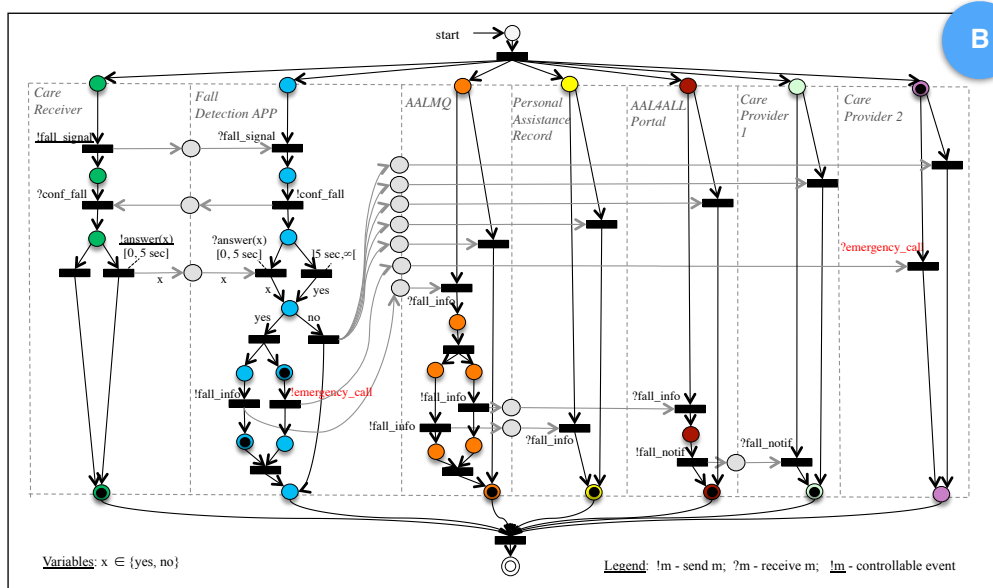 B
start
Care
Receiver
Fall
Detection APP
AALMQ
Personal
Assistance
Record
AAL4ALL
Portal
Care
Provider
1
Care
Provider 2
!fall_signal
?fall_signal
?conf_fall
!conf_fall
!answer(x)
[0, 5 sec]
?answer(x)
[0, 5 sec]
]5 sec,∞[
?emergency_call
x
x
x
yes
?fall_info
yes
no
!fall_info
!emergency_call
!fall_info
?fall_info
!fall_info
?fall_info
!fall_notif
?fall_notif
Variables: x ∈ {yes, no}
Legend: !m - send m; ?m - receive m; !m - controllable event